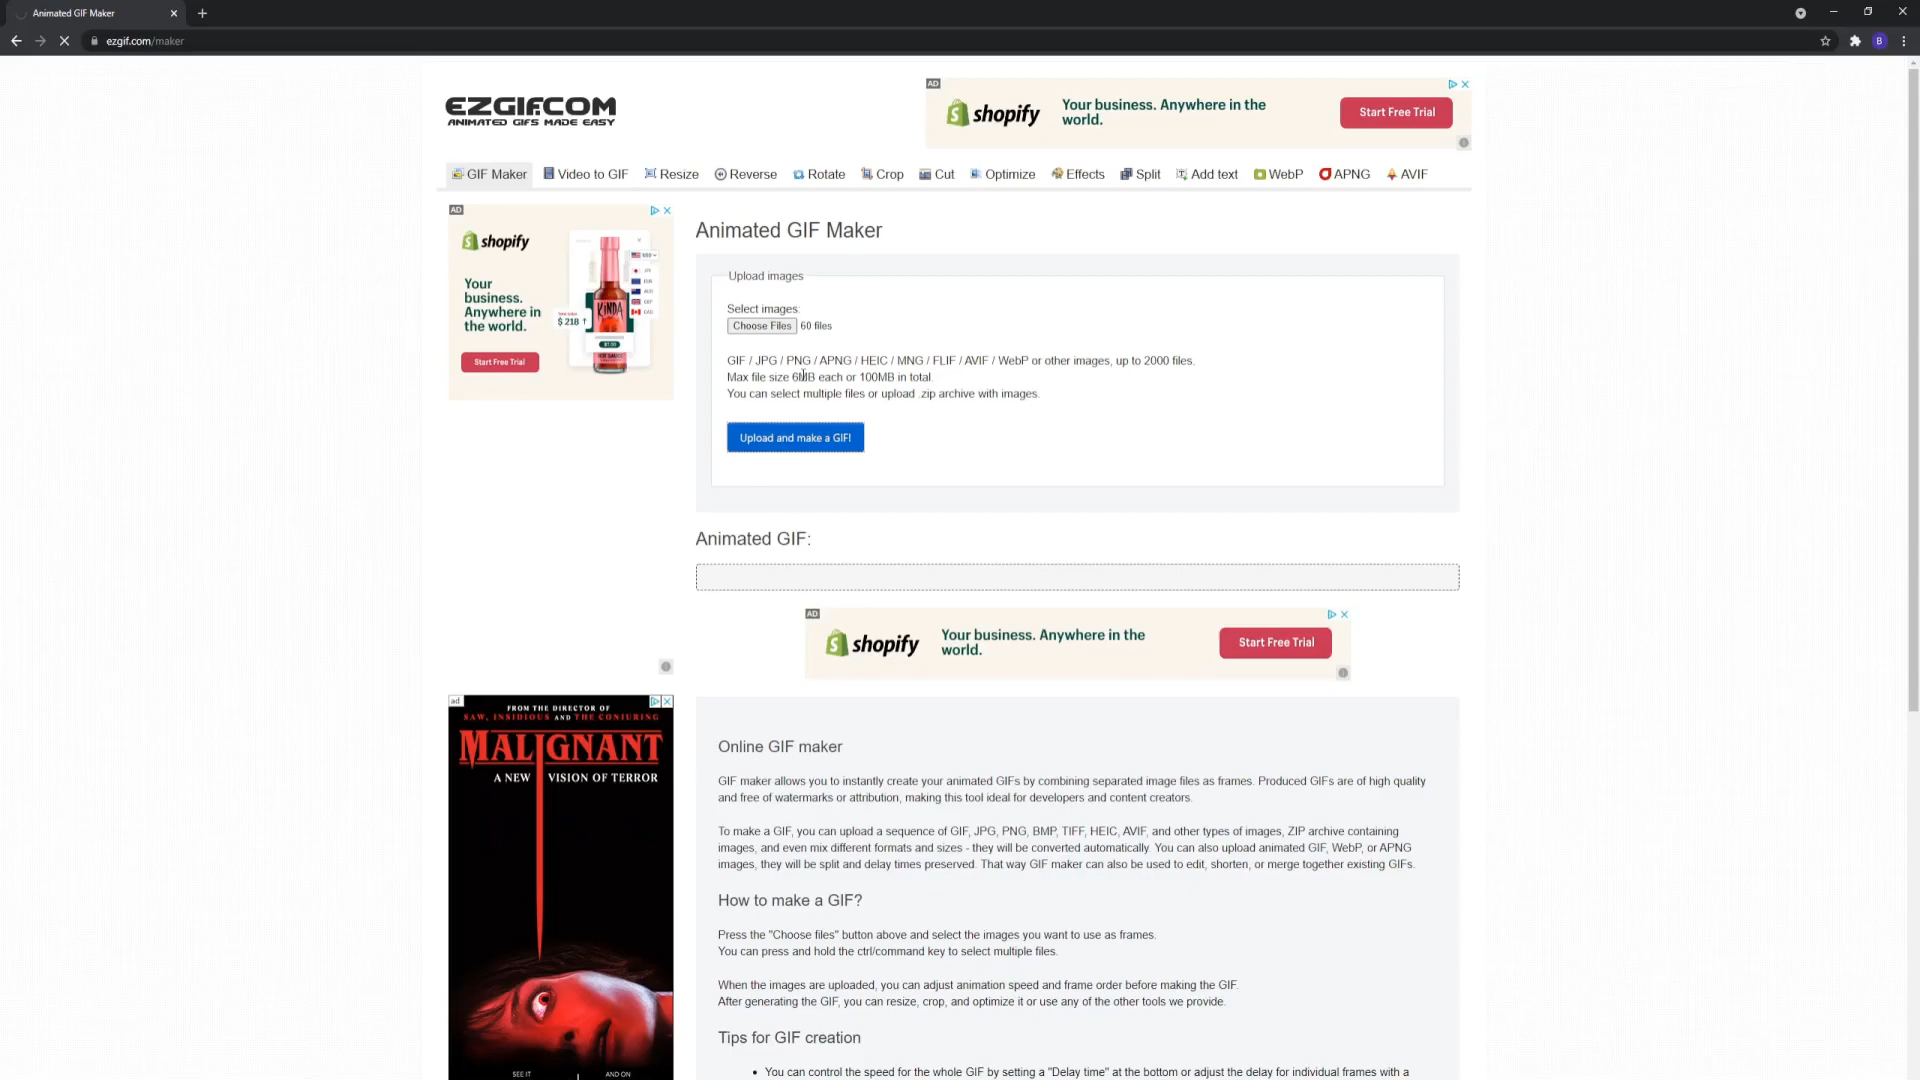 Animated GIF Maker
ezgif.com/maker
B
EZGIF.COM
ANIMATED GIFS MADE EASY
AD
shopify
Your business. Anywhere in the
world.
Start Free Trial
GIF Maker
Video to GIF
Resize
Reverse
Rotate
Crop
Cut
Optimize
Effects
Split
Add text
WebP
APNG
AVIF
AD
shopify
Your
business.
Anywhere in
the world.
Start Free Trial
KINDA
$ 218
Animated GIF Maker
Upload images
Select images:
Choose Files 60 files
GIF / JPG / PNG / APNG / HEIC / MNG / FLIF / AVIF / WebP or other images, up to 2000 files.
Max file size 6MB each or 100MB in total.
You can select multiple files or upload .zip archive with images.
Upload and make a GIF!
Animated GIF:
AD
shopify
Your business. Anywhere in the
world.
Start Free Trial
ad
FROM THE DIRECTOR OF
SAW, INSIDIOUS AND THE CONJURING
MALIGNANT
A NEW VISION OF TERROR
SEE IT
AND ON
Online GIF maker
GIF maker allows you to instantly create your animated GIFs by combining separated image files as frames. Produced GIFs are of high quality
and free of watermarks or attribution, making this tool ideal for developers and content creators.
To make a GIF, you can upload a sequence of GIF, JPG, PNG, BMP, TIFF, HEIC, AVIF, and other types of images, ZIP archive containing
images, and even mix different formats and sizes - they will be converted automatically. You can also upload animated GIF, WebP, or APNG
images, they will be split and delay times preserved. That way GIF maker can also be used to edit, shorten, or merge together existing GIFs.
How to make a GIF?
Press the "Choose files" button above and select the images you want to use as frames.
You can press and hold the ctrl/command key to select multiple files.
When the images are uploaded, you can adjust animation speed and frame order before making the GIF.
After generating the GIF, you can resize, crop, and optimize it or use any of the other tools we provide.
Tips for GIF creation
• You can control the speed for the whole GIF by setting a "Delay time" at the bottom or adjust the delay for individual frames with a